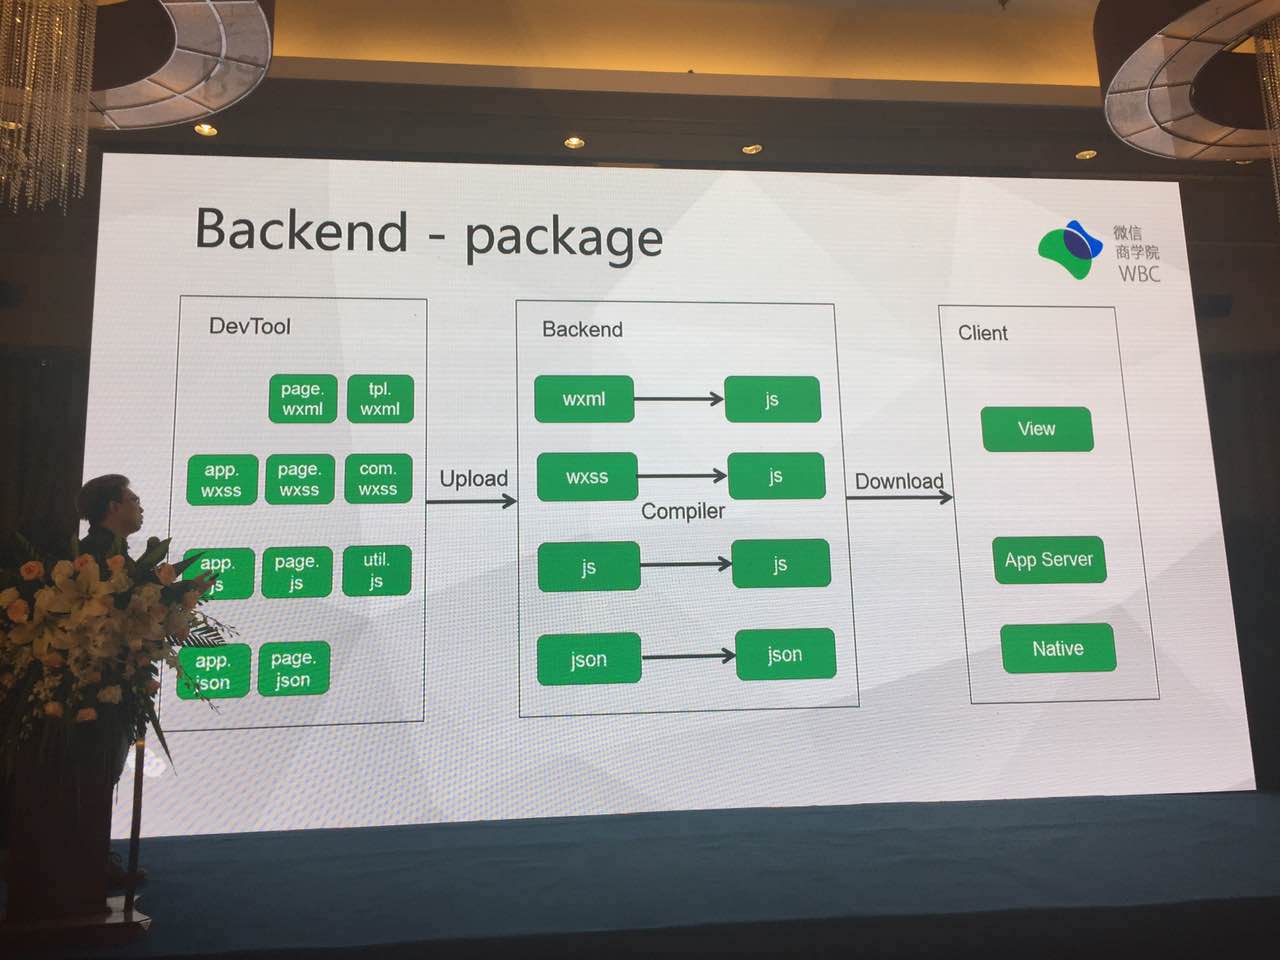 Backend - package
微信
商学院
WBC
DevTool
page.
wxml
tpl.
wxml
app.
wxss
page.
wxss
com.
wxss
app.
js
page.
js
util.
js
app.
json
page.
json
Upload
Backend
wxml
js
wxss
js
Compiler
js
js
json
json
Download
Client
View
App Server
Native